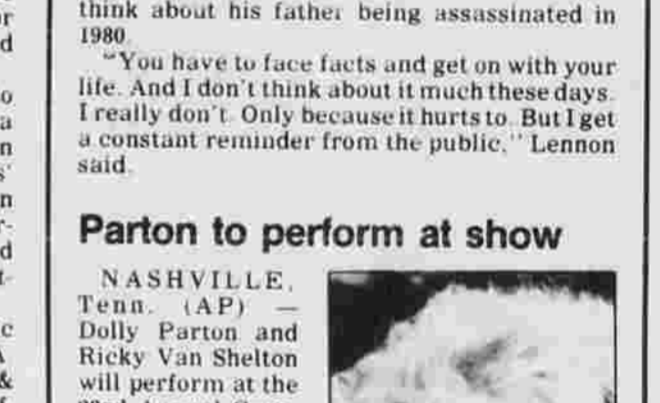 think about his father being assassinated in
1980.
"You have to face facts and get on with your
life. And I don't think about it much these days.
I really don't. Only because it hurts to. But I get
a constant reminder from the public," Lennon
said.
Parton to perform at show
NASHVILLE,
Tenn. (AP) —
Dolly Parton and
Ricky Van Shelton
will perform at the